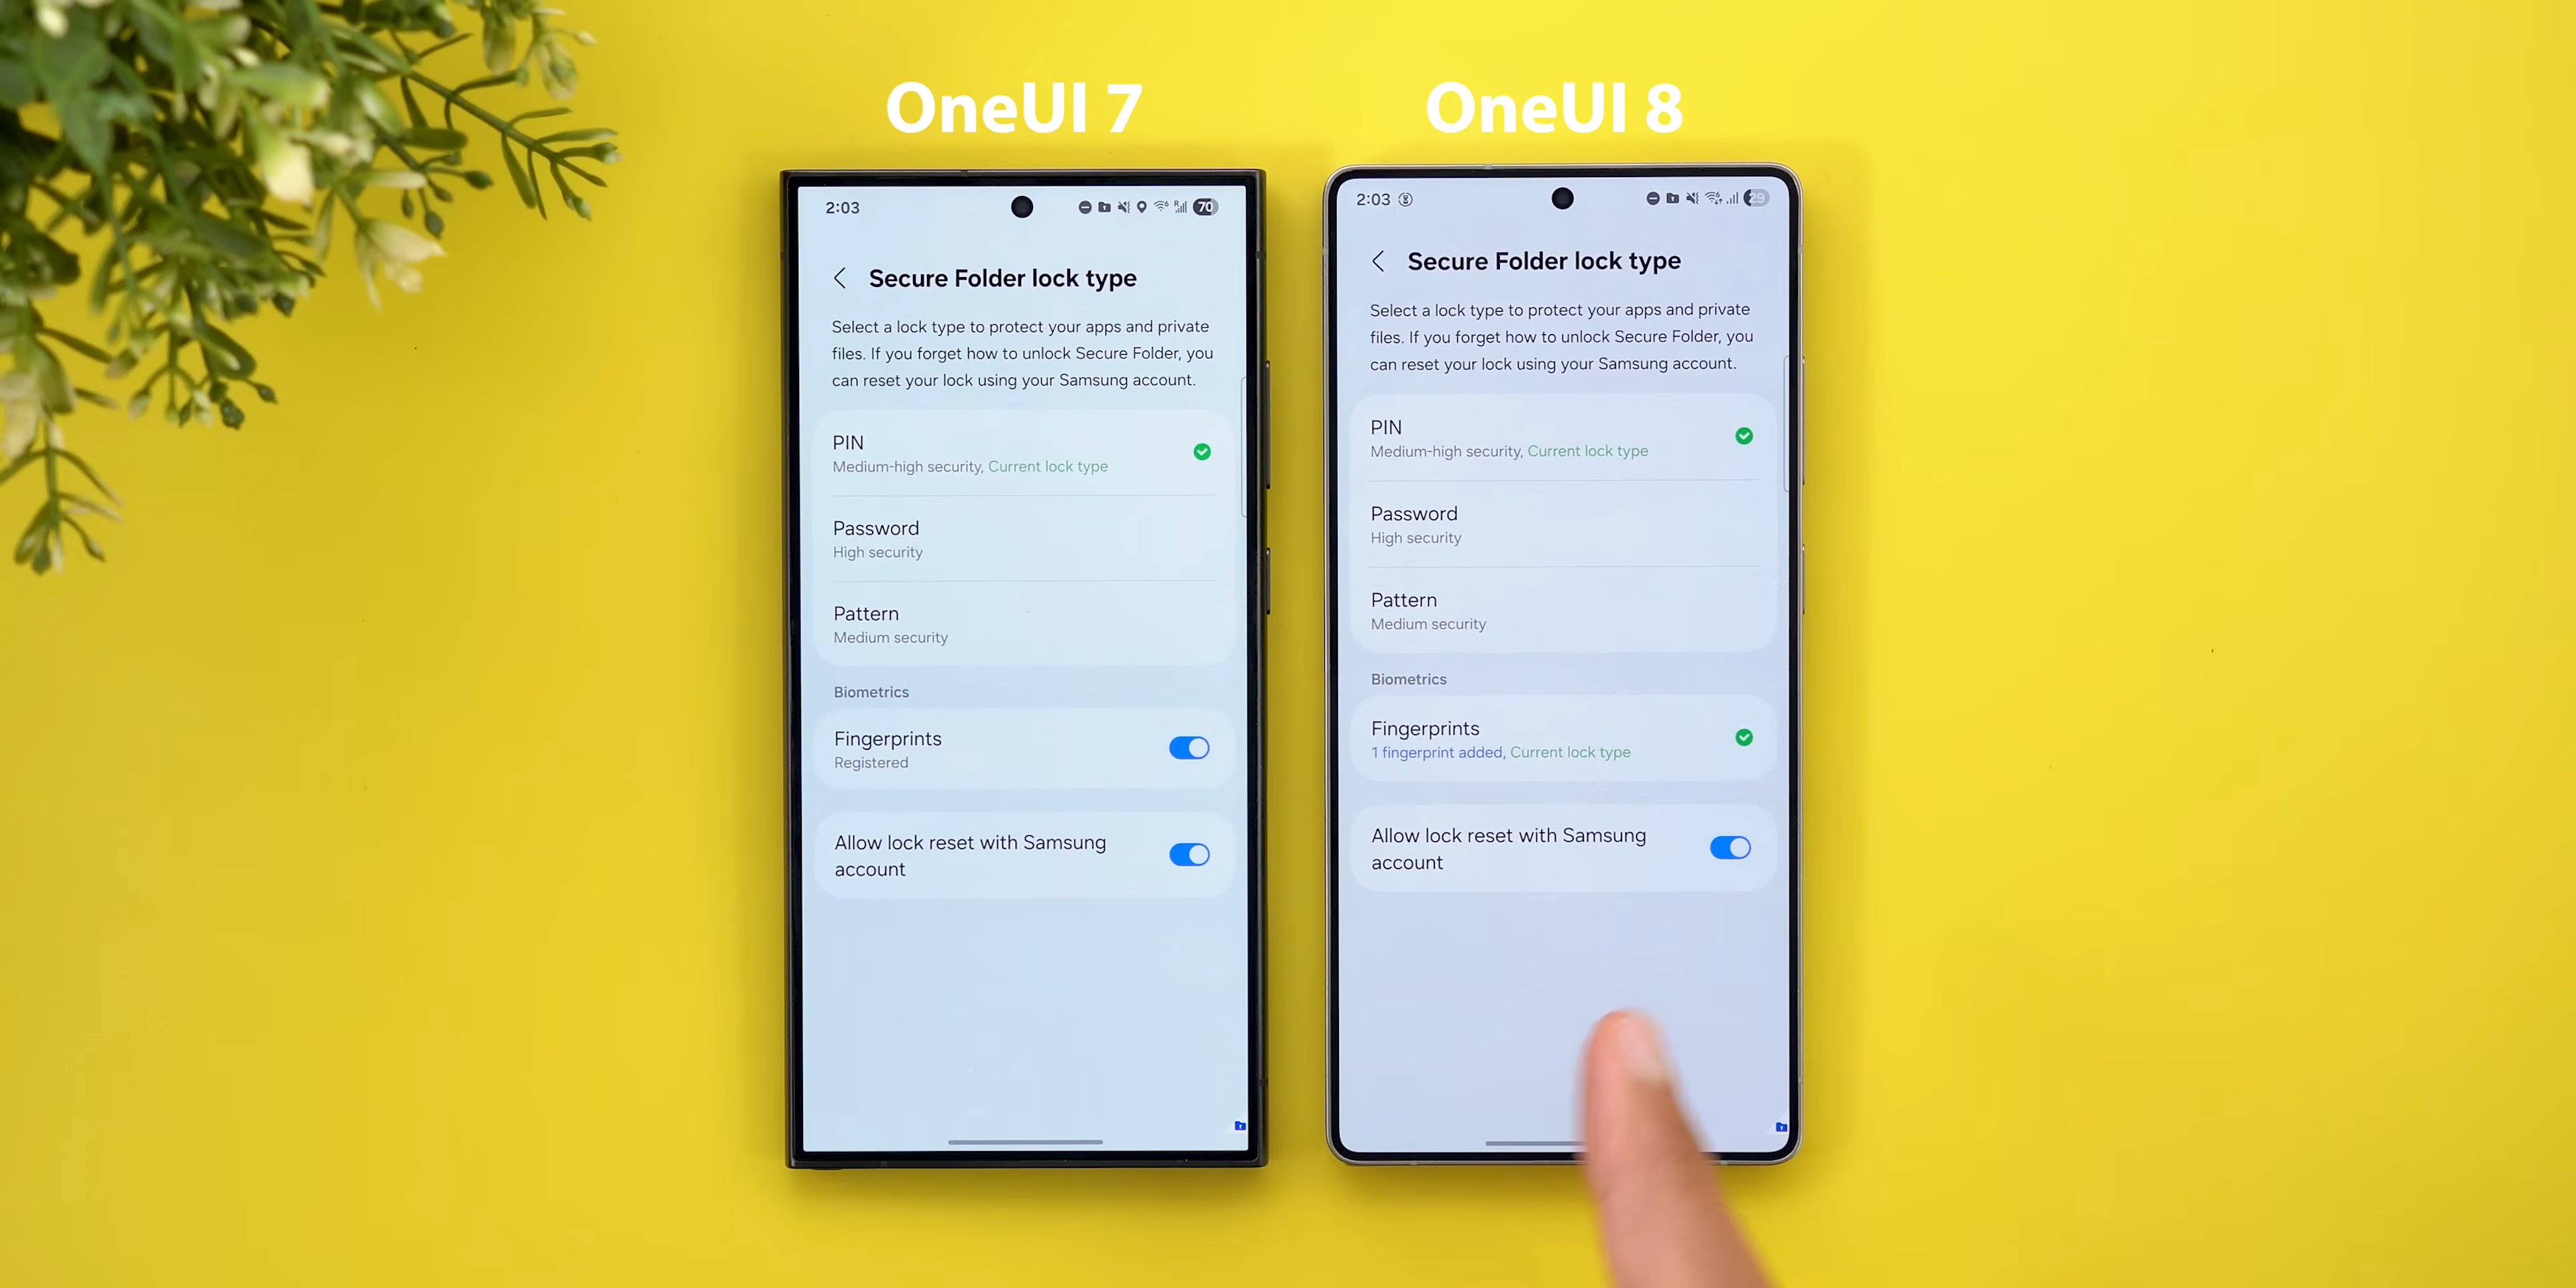 OneUI 7
2:03
70
Secure Folder lock type
Select a lock type to protect your apps and private
files. If you forget how to unlock Secure Folder, you
can reset your lock using your Samsung account.
PIN
Medium-high security, Current lock type
Password
High security
Pattern
Medium security
Biometrics
Fingerprints
Registered
Allow lock reset with Samsung
account
OneUI 8
2:03
29
Secure Folder lock type
Select a lock type to protect your apps and private
files. If you forget how to unlock Secure Folder, you
can reset your lock using your Samsung account.
PIN
Medium-high security, Current lock type
Password
High security
Pattern
Medium security
Biometrics
Fingerprints
1 fingerprint added, Current lock type
Allow lock reset with Samsung
account